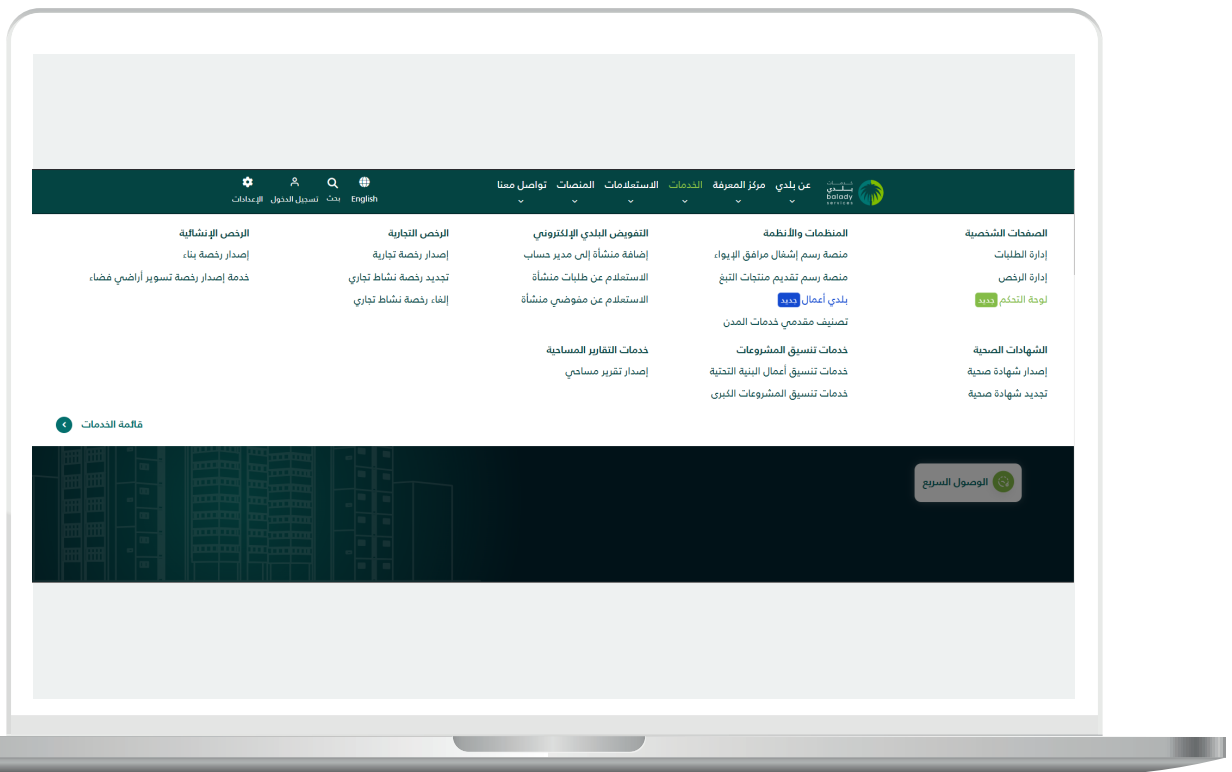 خدمات
بلدي
balady
services
عن بلدي
مركز المعرفة
الخدمات
الاستعلامات
المنصات
تواصل معنا
English
بحث
تسجيل الدخول
الإعدادات
الصفحات الشخصية
إدارة الطلبات
إدارة الرخص
لوحة التحكم جديد
المنظمات والأنظمة
منصة رسم إشغال مرافق الإيواء
منصة رسم تقديم منتجات التبغ
بلدي أعمال جديد
تصنيف مقدمي خدمات المدن
التفويض البلدي الإلكتروني
إضافة منشأة إلى مدير حساب
الاستعلام عن طلبات منشأة
الاستعلام عن مفوضي منشأة
الرخص التجارية
إصدار رخصة تجارية
تجديد رخصة نشاط تجاري
إلغاء رخصة نشاط تجاري
الرخص الإنشائية
إصدار رخصة بناء
خدمة إصدار رخصة تسوير أراضي فضاء
الشهادات الصحية
إصدار شهادة صحية
تجديد شهادة صحية
خدمات تنسيق المشروعات
خدمات تنسيق أعمال البنية التحتية
خدمات تنسيق المشروعات الكبرى
خدمات التقارير المساحية
إصدار تقرير مساحي
قائمة الخدمات
الوصول السريع